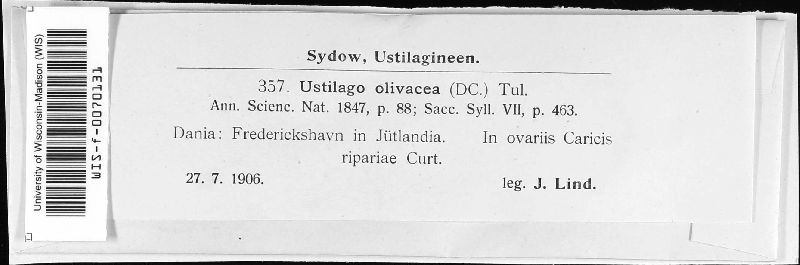 University of Wisconsin-Madison (WIS)
WIS-f-0070131
Sydow, Ustilagineen.
357. Ustilago olivacea (DC.) Tul.
Ann. Scienc. Nat. 1847, p. 88; Sacc. Syll. VII, p. 463.
Dania: Frederickshavn in Jütlandia. In ovariis Caricis
ripariae Curt.
27. 7. 1906. leg. J. Lind.